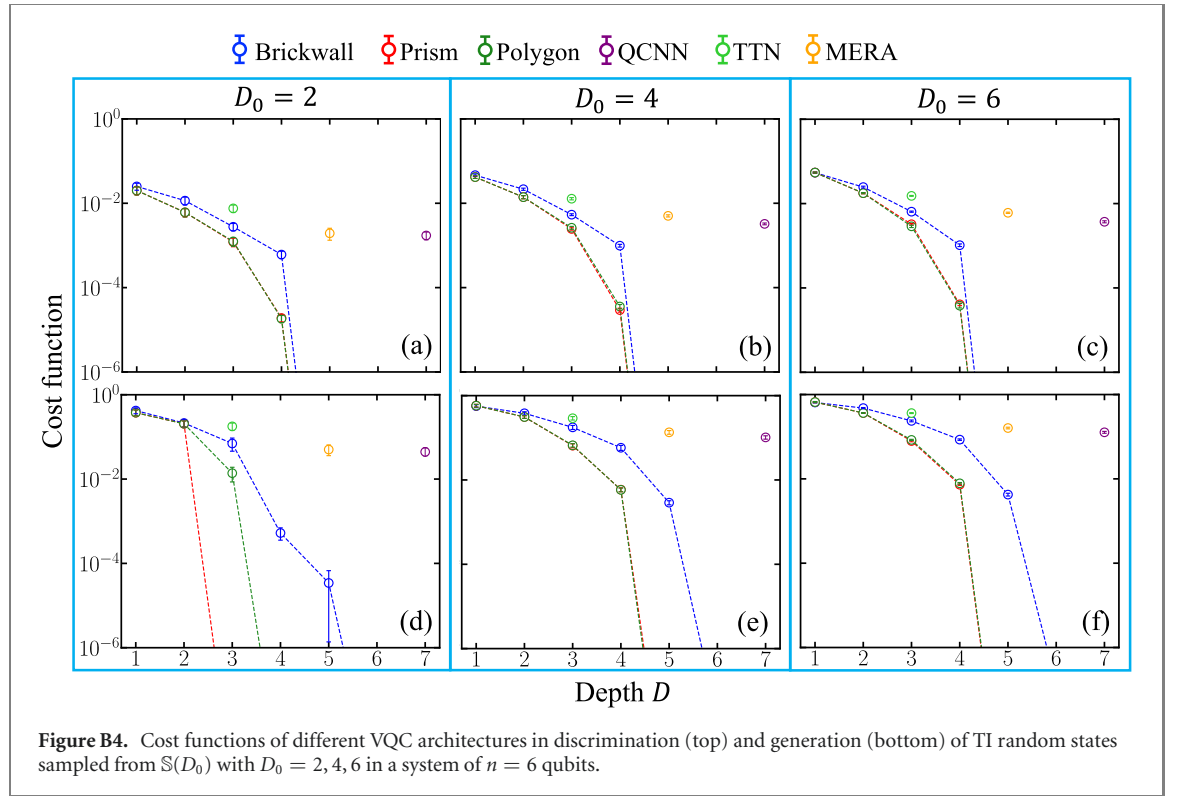 Brickwall Prism Polygon QCNN TTN MERA
D₀ = 2 D₀ = 4 D₀ = 6
10⁰
10⁻²
10⁻⁴
10⁻⁶
(a) (b) (c)
Cost function
10⁰
10⁻²
10⁻⁴
10⁻⁶
(d) (e) (f)
1 2 3 4 5 6 7 1 2 3 4 5 6 7 1 2 3 4 5 6 7
Depth D
Figure B4. Cost functions of different VQC architectures in discrimination (top) and generation (bottom) of TI random states
sampled from 𝕊(D₀) with D₀ = 2, 4, 6 in a system of n = 6 qubits.